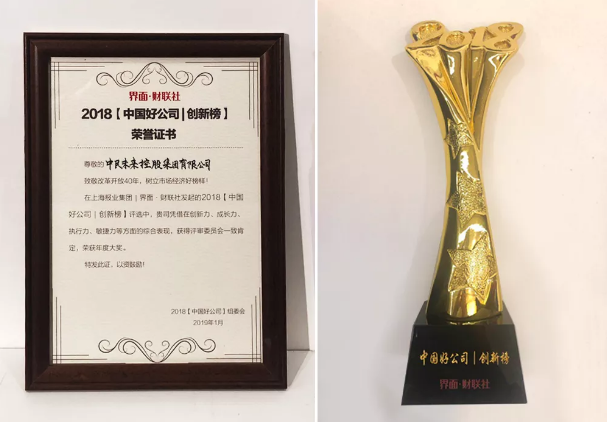 界面·财联社
2018【中国好公司|创新榜】
荣誉证书
尊敬的 中民未来控股集团有限公司
致敬改革开放40年，树立市场经济好榜样！
在上海报业集团|界面·财联社发起的2018【中国
好公司|创新榜】评选中，贵司凭借在创新力、成长力、
执行力、敏捷力等方面的综合表现，获得评审委员会一致肯
定，荣获年度大奖。
特发此证，以资鼓励！
2018【中国好公司】组委会
2019年1月
2018
中国好公司|创新榜
界面·财联社